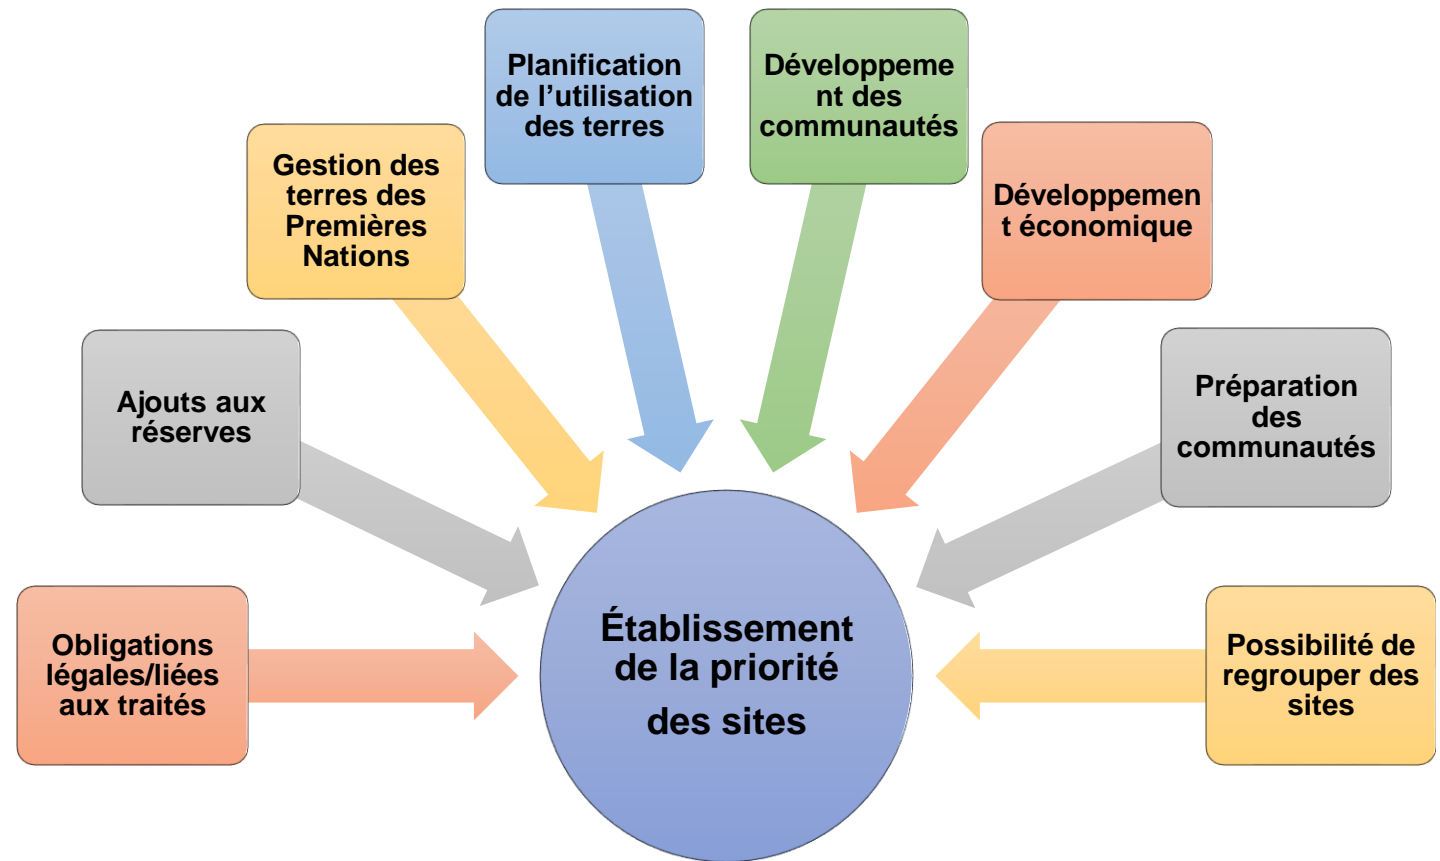 Planification
de l’utilisation
des terres
Développeme
nt des
communautés
Gestion des
terres des
Premières
Nations
Développemen
t économique
Ajouts aux
réserves
Préparation
des
communautés
Obligations
légales/liées
aux traités
Établissement
de la priorité
des sites
Possibilité de
regrouper des
sites